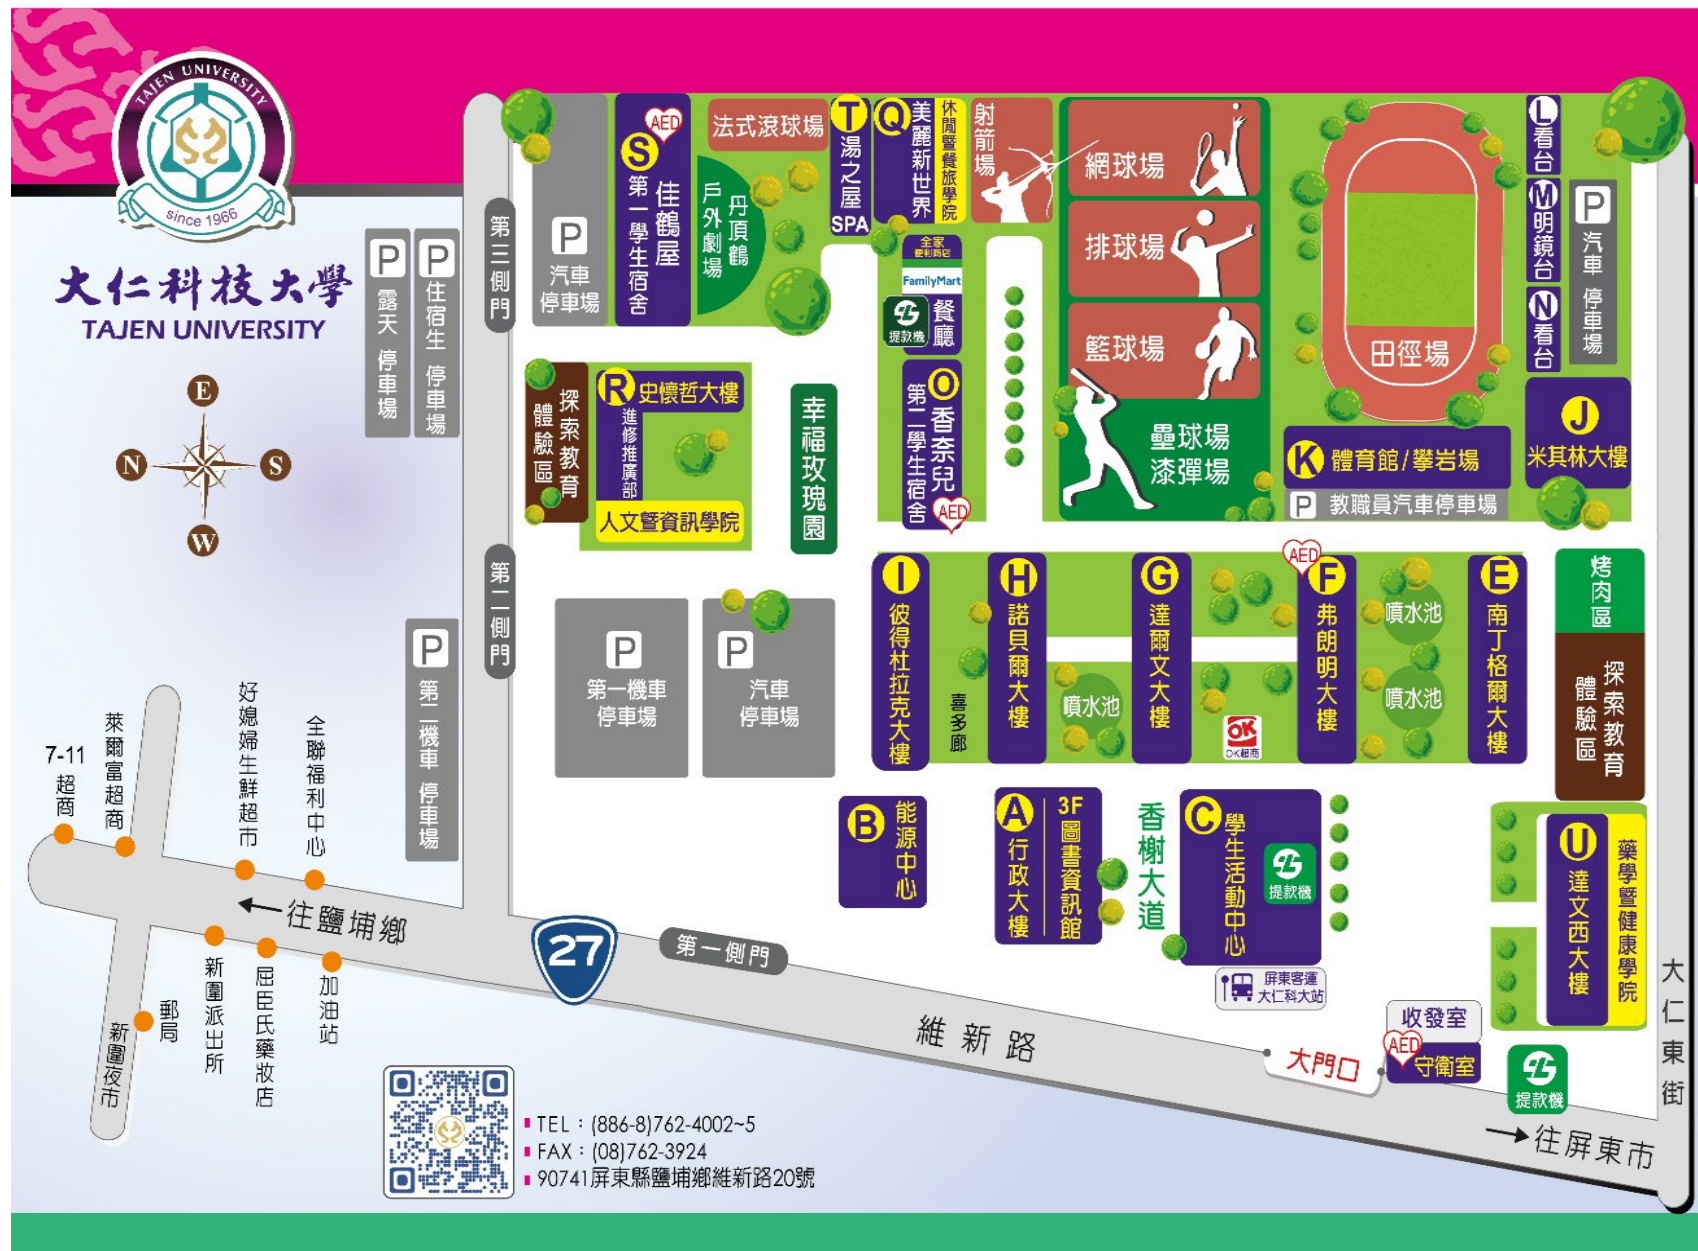 TAJEN UNIVERSITY
since 1966
大仁科技大學
TAJEN UNIVERSITY
E
N
S
W
P
露天 停車場
P
住宿生 停車場
第三側門
P
汽車
停車場
AED
S
第一學生宿舍
佳鶴屋
法式滾球場
丹頂鶴
戶外劇場
T
湯之屋
SPA
Q
美麗新世界
休閒暨餐旅學院
射箭場
網球場
排球場
籃球場
壘球場
漆彈場
田徑場
L
看台
M
明鏡台
N
看台
P
汽車 停車場
全家
便利商店
FamilyMart
提款機
餐廳
O
第二學生宿舍
香奈兒
AED
探索教育
體驗區
R
史懷哲大樓
進修推廣部
人文暨資訊學院
幸福玫瑰園
K
體育館/攀岩場
P
教職員汽車停車場
J
米其林大樓
第二側門
P
第一機車
停車場
P
汽車
停車場
P
第二機車 停車場
I
彼得杜拉克大樓
喜多廊
H
諾貝爾大樓
噴水池
G
達爾文大樓
OK
OK超商
AED
F
弗朗明大樓
噴水池
噴水池
E
南丁格爾大樓
烤肉區
探索教育
體驗區
B
能源中心
A
行政大樓
3F
圖書資訊館
香榭大道
C
學生活動中心
提款機
屏東客運
大仁科大站
U
達文西大樓
藥學暨健康學院
7-11
超商
萊爾富超商
好媳婦生鮮超市
全聯福利中心
←往鹽埔鄉
27
第一側門
維新路
大門口
收發室
AED
守衛室
提款機
→往屏東市
大仁東街
新圍夜市
郵局
新圍派出所
屈臣氏藥妝店
加油站
TEL：(886-8)762-4002~5
FAX：(08)762-3924
90741屏東縣鹽埔鄉維新路20號